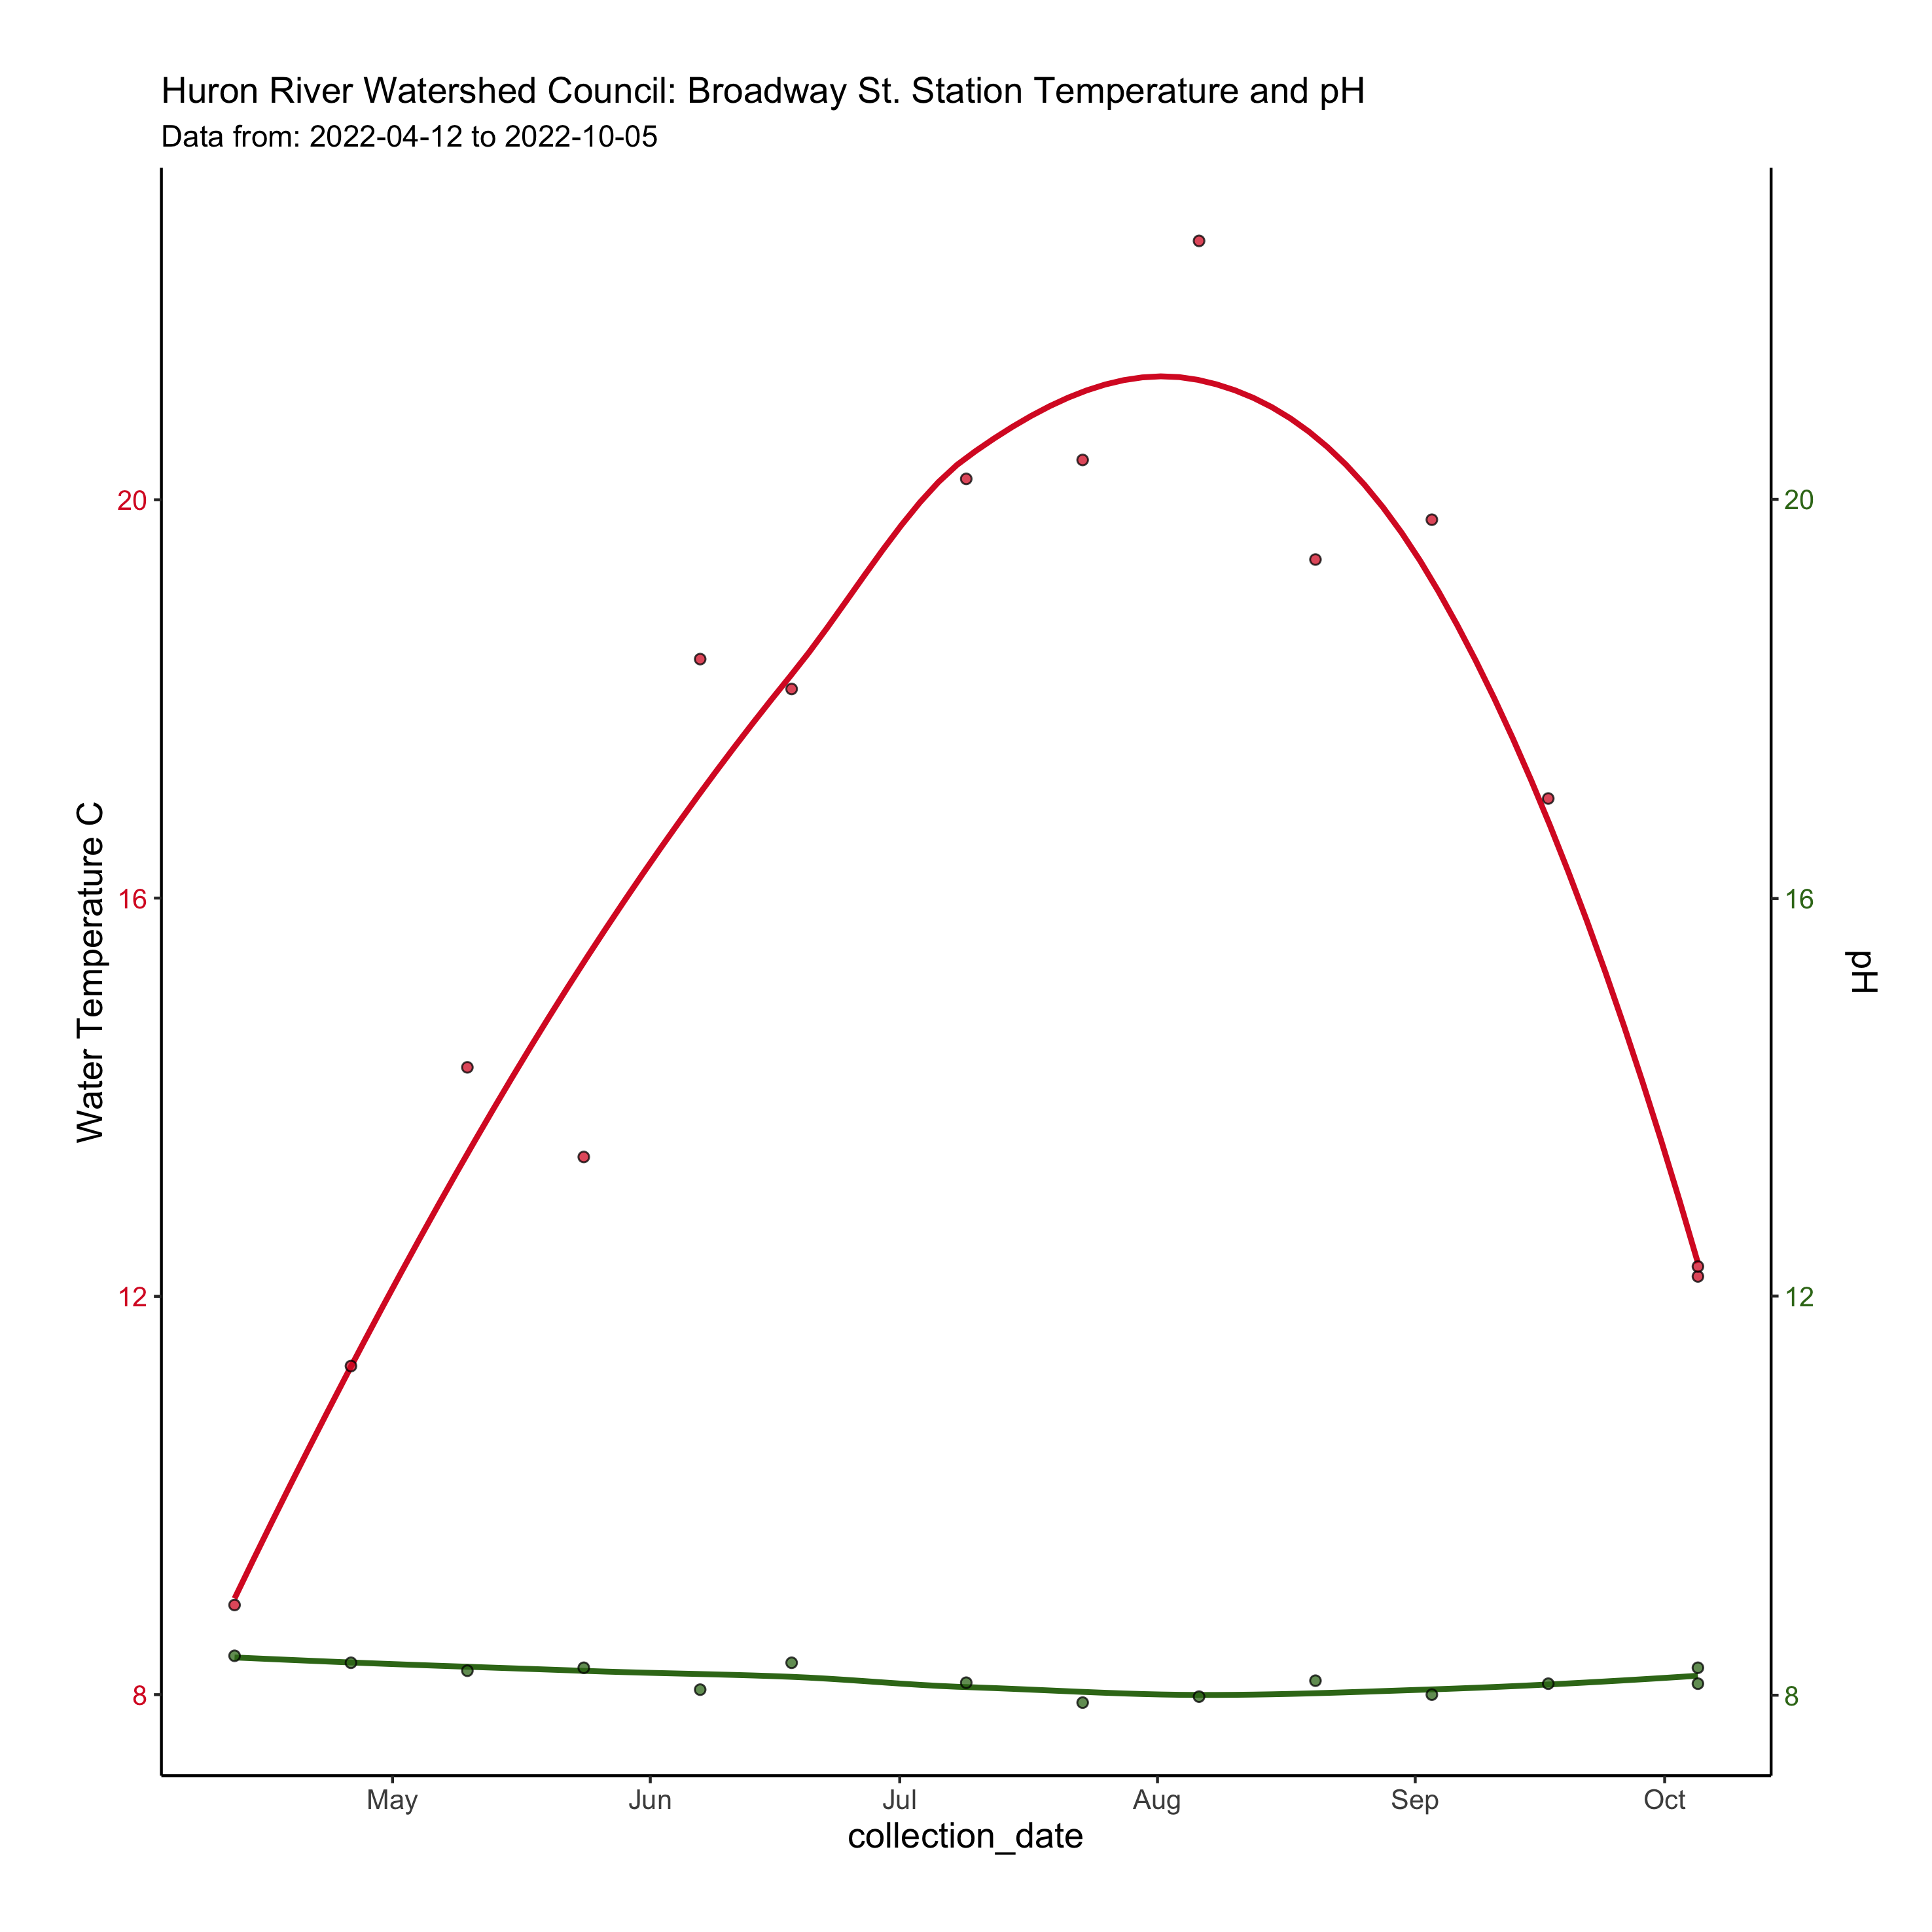 Huron River Watershed Council: Broadway St. Station Temperature and pH
Data from: 2022-04-12 to 2022-10-05
Water Temperature C
20
16
12
8
20
16
12
8
pH
May Jun Jul Aug Sep Oct
collection_date